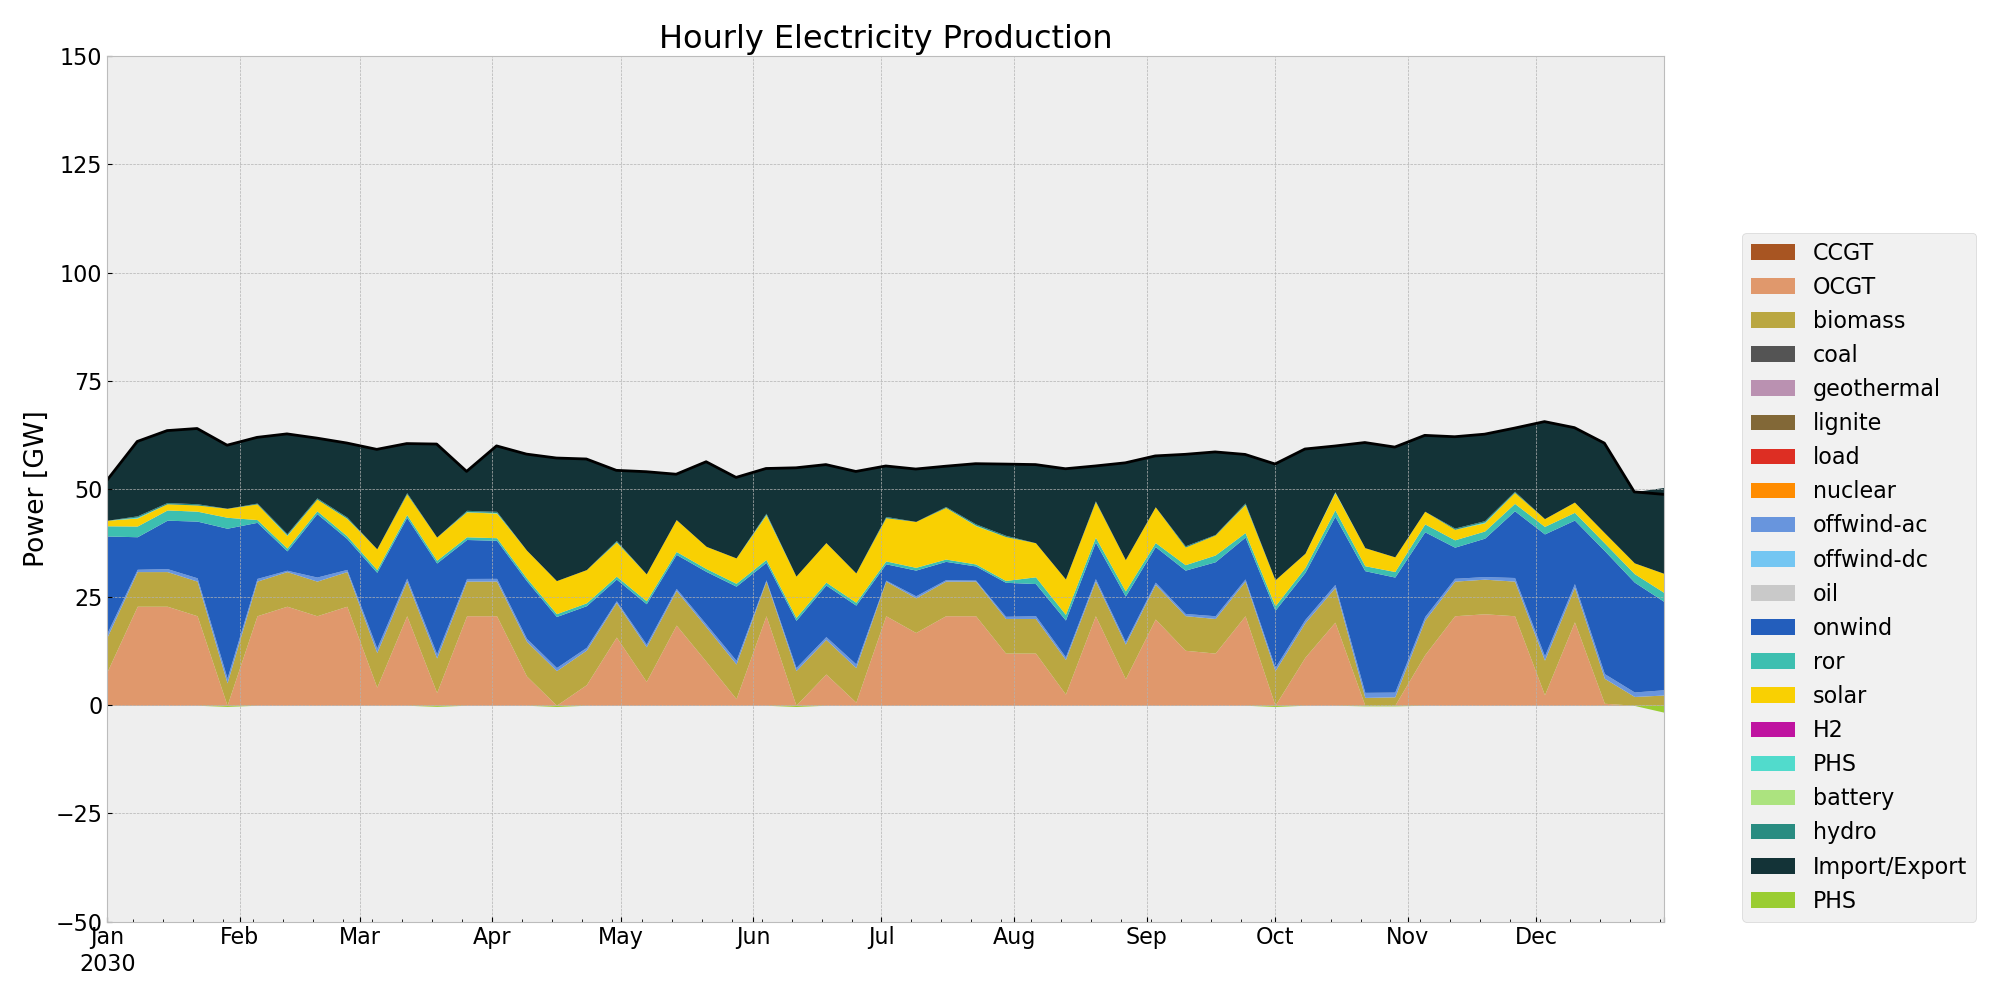 Hourly Electricity Production
Power [GW]
150
125
100
75
50
25
0
−25
−50
Jan Feb Mar Apr May Jun Jul Aug Sep Oct Nov Dec
2030
CCGT
OCGT
biomass
coal
geothermal
lignite
load
nuclear
offwind-ac
offwind-dc
oil
onwind
ror
solar
H2
PHS
battery
hydro
Import/Export
PHS